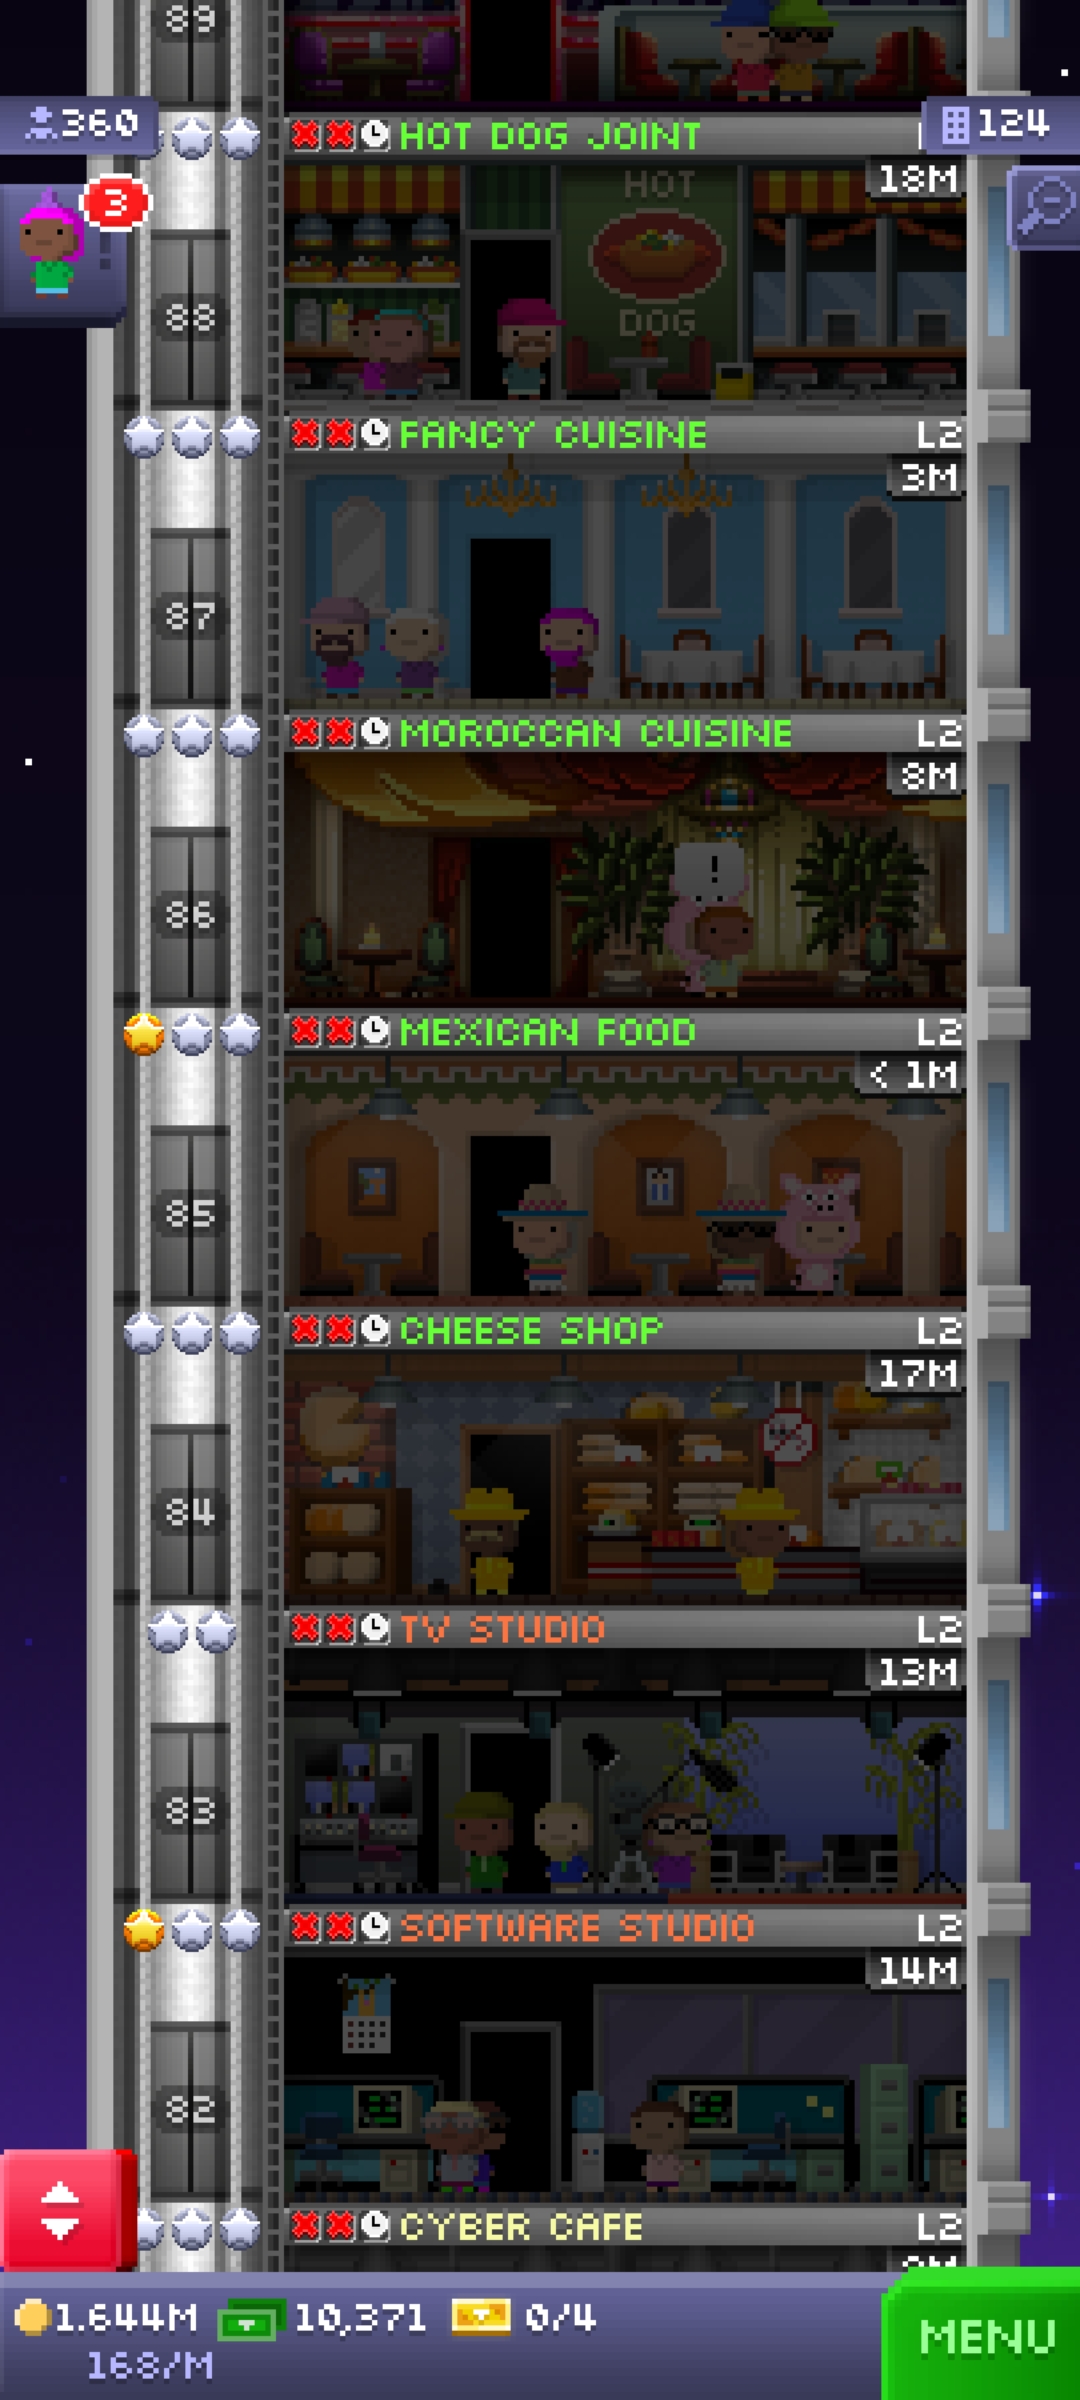 89
360
HOT DOG JOINT
124
3
18M
HOT
DOG
88
FANCY CUISINE L2
3M
87
MOROCCAN CUISINE L2
8M
!
86
MEXICAN FOOD L2
< 1M
85
CHEESE SHOP L2
17M
84
TV STUDIO L2
13M
83
SOFTWARE STUDIO L2
14M
82
CYBER CAFE L2
1.644M 10,371 0/4
168/M
MENU